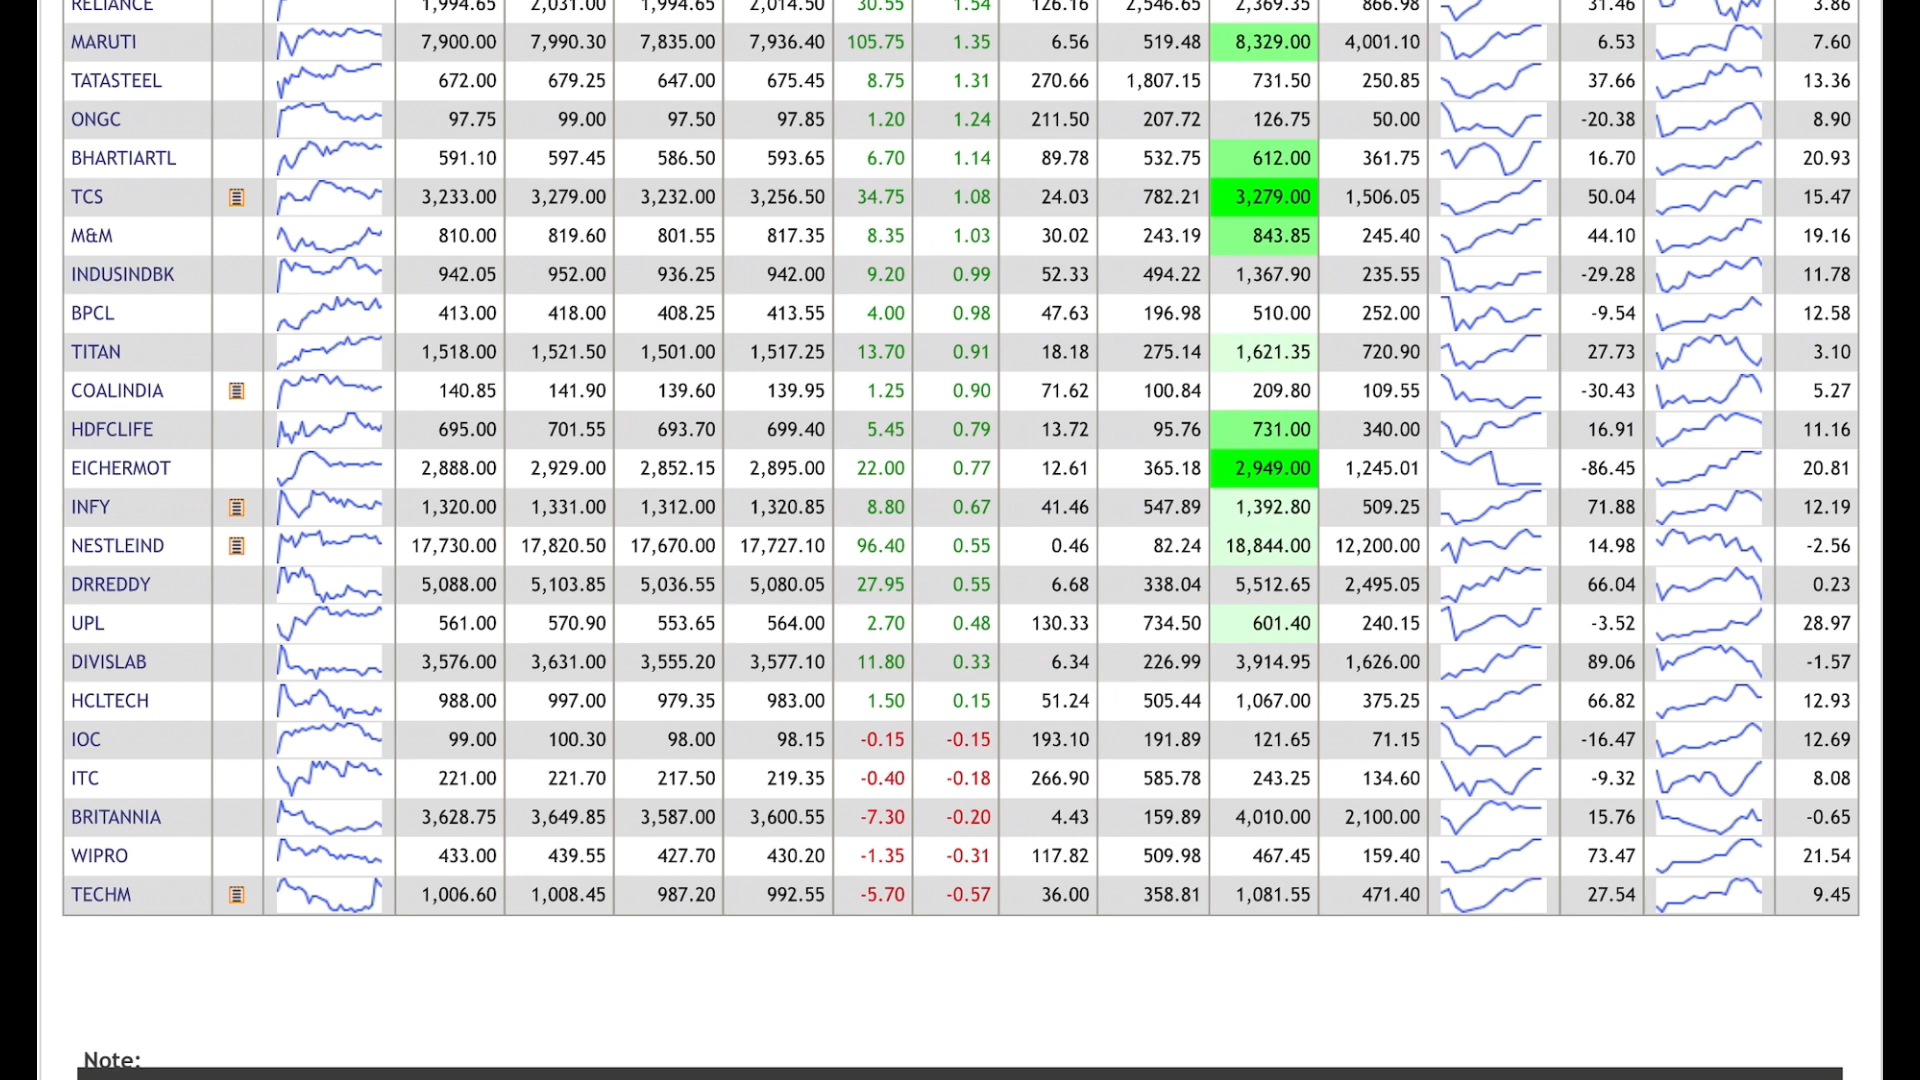 RELIANCE 1,994.65 2,031.00 1,994.65 2,014.50 30.55 1.54 126.16 2,546.65 2,369.35 866.98 31.46 3.86
MARUTI 7,900.00 7,990.30 7,835.00 7,936.40 105.75 1.35 6.56 519.48 8,329.00 4,001.10 6.53 7.60
TATASTEEL 672.00 679.25 647.00 675.45 8.75 1.31 270.66 1,807.15 731.50 250.85 37.66 13.36
ONGC 97.75 99.00 97.50 97.85 1.20 1.24 211.50 207.72 126.75 50.00 -20.38 8.90
BHARTIARTL 591.10 597.45 586.50 593.65 6.70 1.14 89.78 532.75 612.00 361.75 16.70 20.93
TCS 3,233.00 3,279.00 3,232.00 3,256.50 34.75 1.08 24.03 782.21 3,279.00 1,506.05 50.04 15.47
M&M 810.00 819.60 801.55 817.35 8.35 1.03 30.02 243.19 843.85 245.40 44.10 19.16
INDUSINDBK 942.05 952.00 936.25 942.00 9.20 0.99 52.33 494.22 1,367.90 235.55 -29.28 11.78
BPCL 413.00 418.00 408.25 413.55 4.00 0.98 47.63 196.98 510.00 252.00 -9.54 12.58
TITAN 1,518.00 1,521.50 1,501.00 1,517.25 13.70 0.91 18.18 275.14 1,621.35 720.90 27.73 3.10
COALINDIA 140.85 141.90 139.60 139.95 1.25 0.90 71.62 100.84 209.80 109.55 -30.43 5.27
HDFCLIFE 695.00 701.55 693.70 699.40 5.45 0.79 13.72 95.76 731.00 340.00 16.91 11.16
EICHERMOT 2,888.00 2,929.00 2,852.15 2,895.00 22.00 0.77 12.61 365.18 2,949.00 1,245.01 -86.45 20.81
INFY 1,320.00 1,331.00 1,312.00 1,320.85 8.80 0.67 41.46 547.89 1,392.80 509.25 71.88 12.19
NESTLEIND 17,730.00 17,820.50 17,670.00 17,727.10 96.40 0.55 0.46 82.24 18,844.00 12,200.00 14.98 -2.56
DRREDDY 5,088.00 5,103.85 5,036.55 5,080.05 27.95 0.55 6.68 338.04 5,512.65 2,495.05 66.04 0.23
UPL 561.00 570.90 553.65 564.00 2.70 0.48 130.33 734.50 601.40 240.15 -3.52 28.97
DIVISLAB 3,576.00 3,631.00 3,555.20 3,577.10 11.80 0.33 6.34 226.99 3,914.95 1,626.00 89.06 -1.57
HCLTECH 988.00 997.00 979.35 983.00 1.50 0.15 51.24 505.44 1,067.00 375.25 66.82 12.93
IOC 99.00 100.30 98.00 98.15 -0.15 -0.15 193.10 191.89 121.65 71.15 -16.47 12.69
ITC 221.00 221.70 217.50 219.35 -0.40 -0.18 266.90 585.78 243.25 134.60 -9.32 8.08
BRITANNIA 3,628.75 3,649.85 3,587.00 3,600.55 -7.30 -0.20 4.43 159.89 4,010.00 2,100.00 15.76 -0.65
WIPRO 433.00 439.55 427.70 430.20 -1.35 -0.31 117.82 509.98 467.45 159.40 73.47 21.54
TECHM 1,006.60 1,008.45 987.20 992.55 -5.70 -0.57 36.00 358.81 1,081.55 471.40 27.54 9.45
Note: